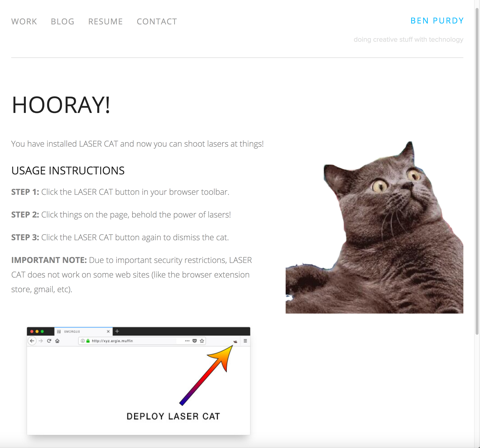 WORK BLOG RESUME CONTACT
BEN PURDY
doing creative stuff with technology
HOORAY!
You have installed LASER CAT and now you can shoot lasers at things!
USAGE INSTRUCTIONS
STEP 1: Click the LASER CAT button in your browser toolbar.
STEP 2: Click things on the page, behold the power of lasers!
STEP 3: Click the LASER CAT button again to dismiss the cat.
IMPORTANT NOTE: Due to important security restrictions, LASER
CAT does not work on some web sites (like the browser extension
store, gmail, etc).
DEPLOY LASER CAT